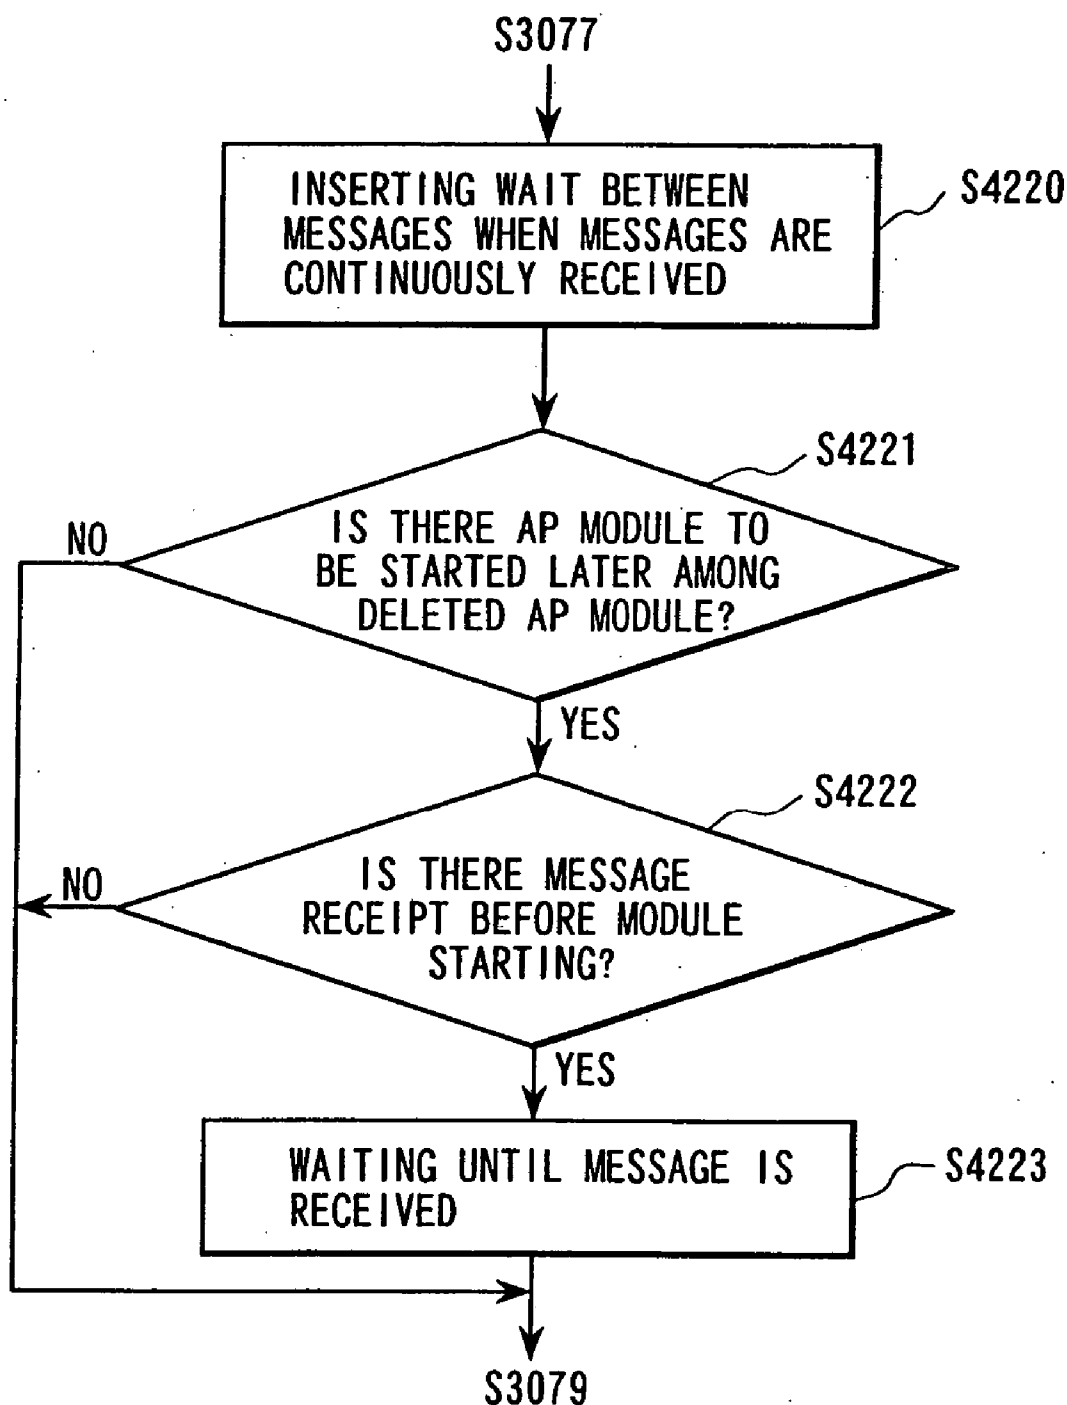 S3077
INSERTING WAIT BETWEEN
MESSAGES WHEN MESSAGES ARE
CONTINUOUSLY RECEIVED
S4220
S4221
IS THERE AP MODULE TO
BE STARTED LATER AMONG
DELETED AP MODULE?
NO
YES
S4222
IS THERE MESSAGE
RECEIPT BEFORE MODULE
STARTING?
NO
YES
WAITING UNTIL MESSAGE IS
RECEIVED
S4223
S3079